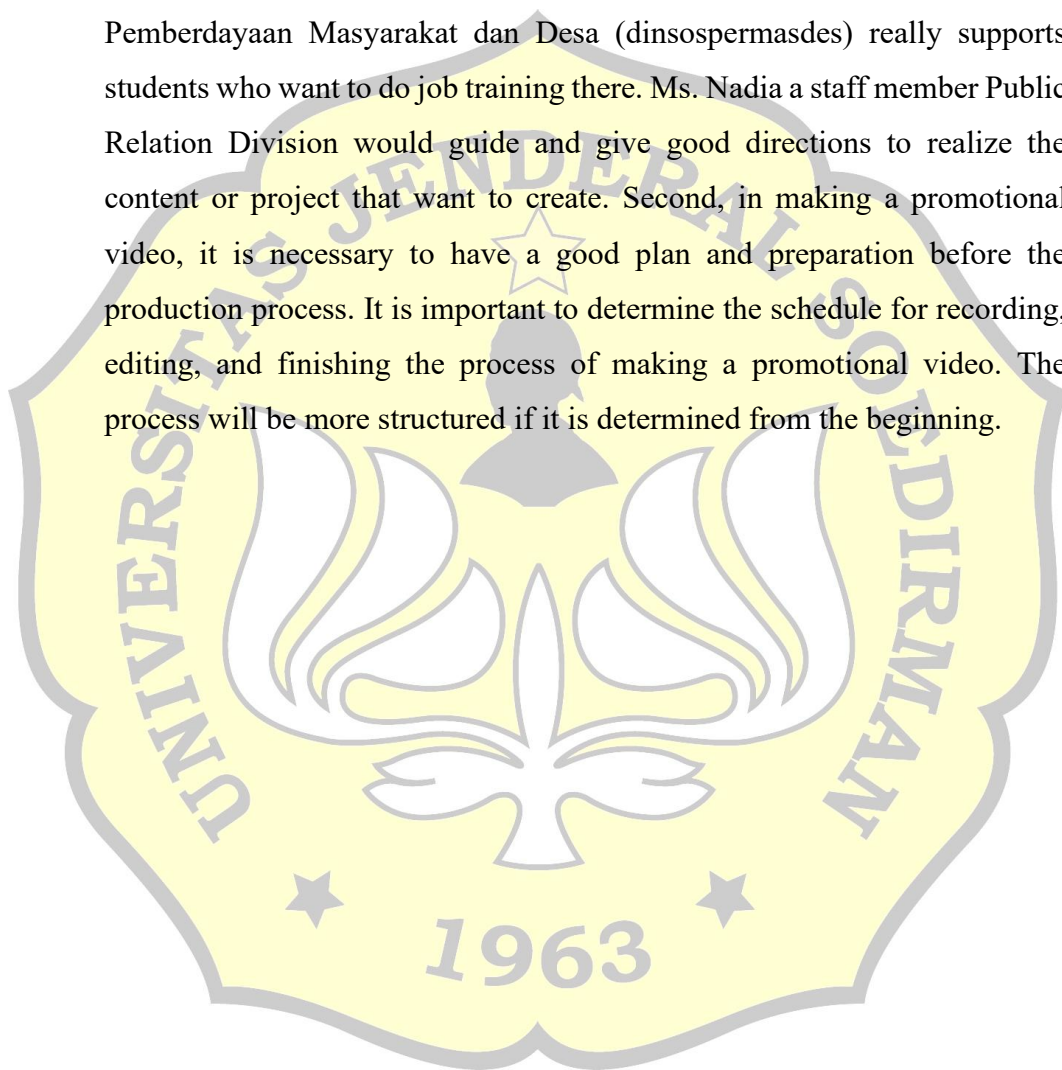 Pemberdayaan Masyarakat dan Desa (dinsospermasdes) really supports
students who want to do job training there. Ms. Nadia a staff member Public
Relation Division would guide and give good directions to realize the
content or project that want to create. Second, in making a promotional
video, it is necessary to have a good plan and preparation before the
production process. It is important to determine the schedule for recording,
editing, and finishing the process of making a promotional video. The
process will be more structured if it is determined from the beginning.
UNIVERSITAS JENDERAL SOEDIRMAN
1963